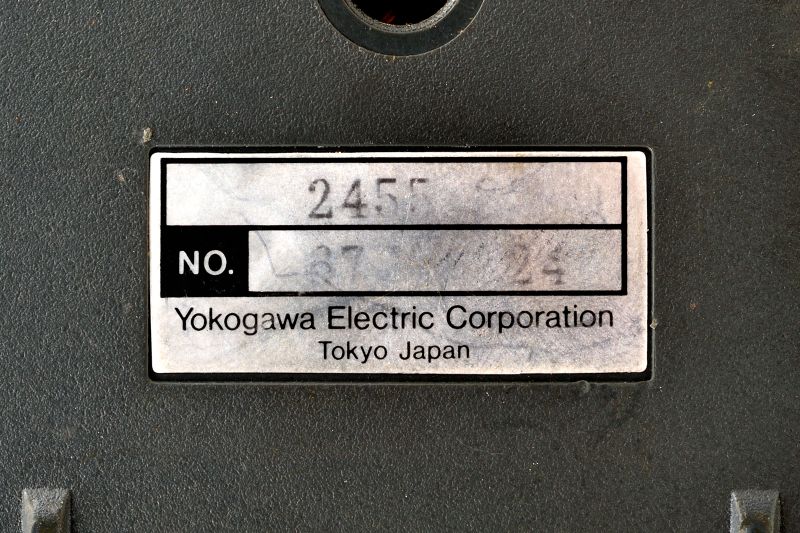 2455
NO.
Yokogawa Electric Corporation
Tokyo Japan